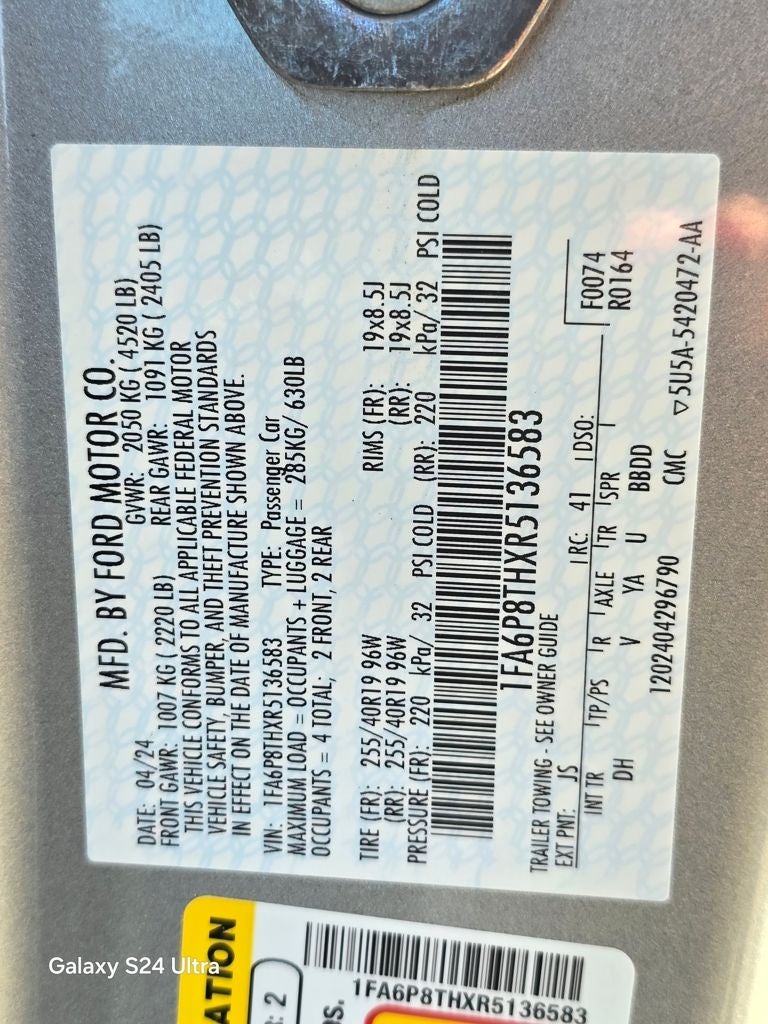 MFD. BY FORD MOTOR CO.
DATE: 04/24 GVWR: 2050 KG ( 4520 LB)
FRONT GAWR: 1007 KG ( 2220 LB) REAR GAWR: 1091 KG ( 2405 LB)
THIS VEHICLE CONFORMS TO ALL APPLICABLE FEDERAL MOTOR
VEHICLE SAFETY, BUMPER, AND THEFT PREVENTION STANDARDS
IN EFFECT ON THE DATE OF MANUFACTURE SHOWN ABOVE.
VIN: 1FA6P8THXR5136583 TYPE: Passenger Car
MAXIMUM LOAD = OCCUPANTS + LUGGAGE = 285KG/ 630LB
OCCUPANTS = 4 TOTAL; 2 FRONT, 2 REAR
TIRE (FR): 255/40R19 96W RIMS (FR): 19x8.5J
(RR): 255/40R19 96W (RR): 19x8.5J
PRESSURE (FR): 220 kPa/ 32 PSI COLD (RR): 220 kPa/ 32 PSI COLD
1FA6P8THXR5136583
TRAILER TOWING - SEE OWNER GUIDE
EXT PNT: JS RC: 41 DSO: F0074
R0164
INT TR TP/PS R AXLE TR SPR
DH V YA U BBDD
1202404296790 CMC ▽5U5A-5420472-AA
ATION
: 2
os.
1FA6P8THXR5136583
Galaxy S24 Ultra